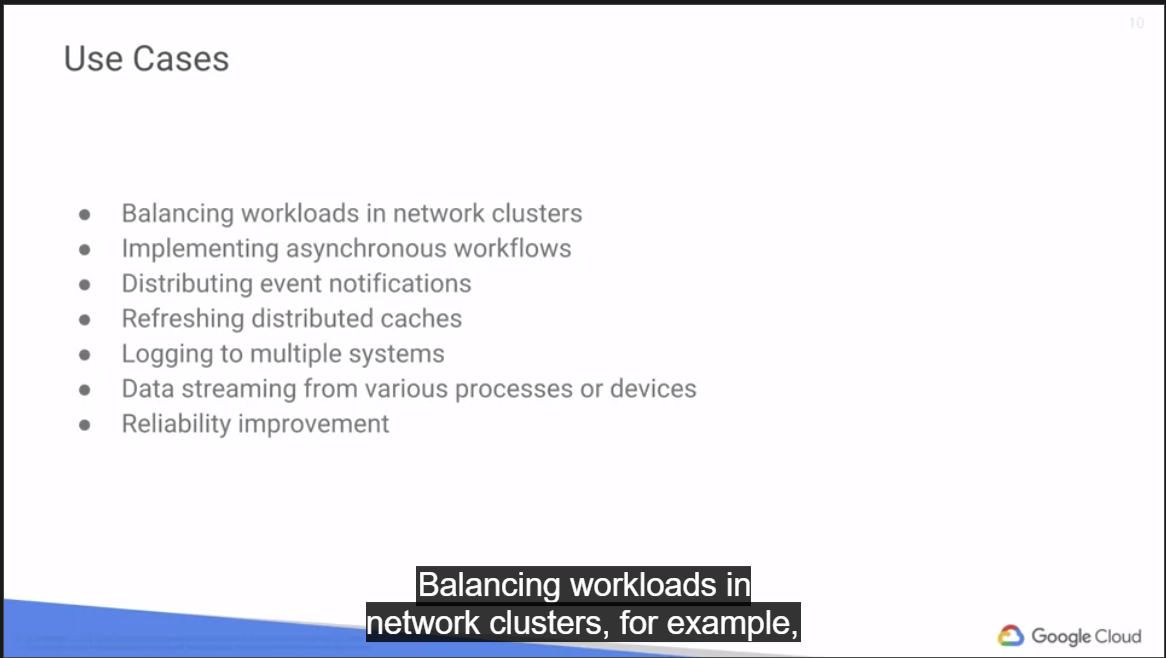 10
Use Cases
● Balancing workloads in network clusters
● Implementing asynchronous workflows
● Distributing event notifications
● Refreshing distributed caches
● Logging to multiple systems
● Data streaming from various processes or devices
● Reliability improvement
Balancing workloads in
network clusters, for example,
Google Cloud